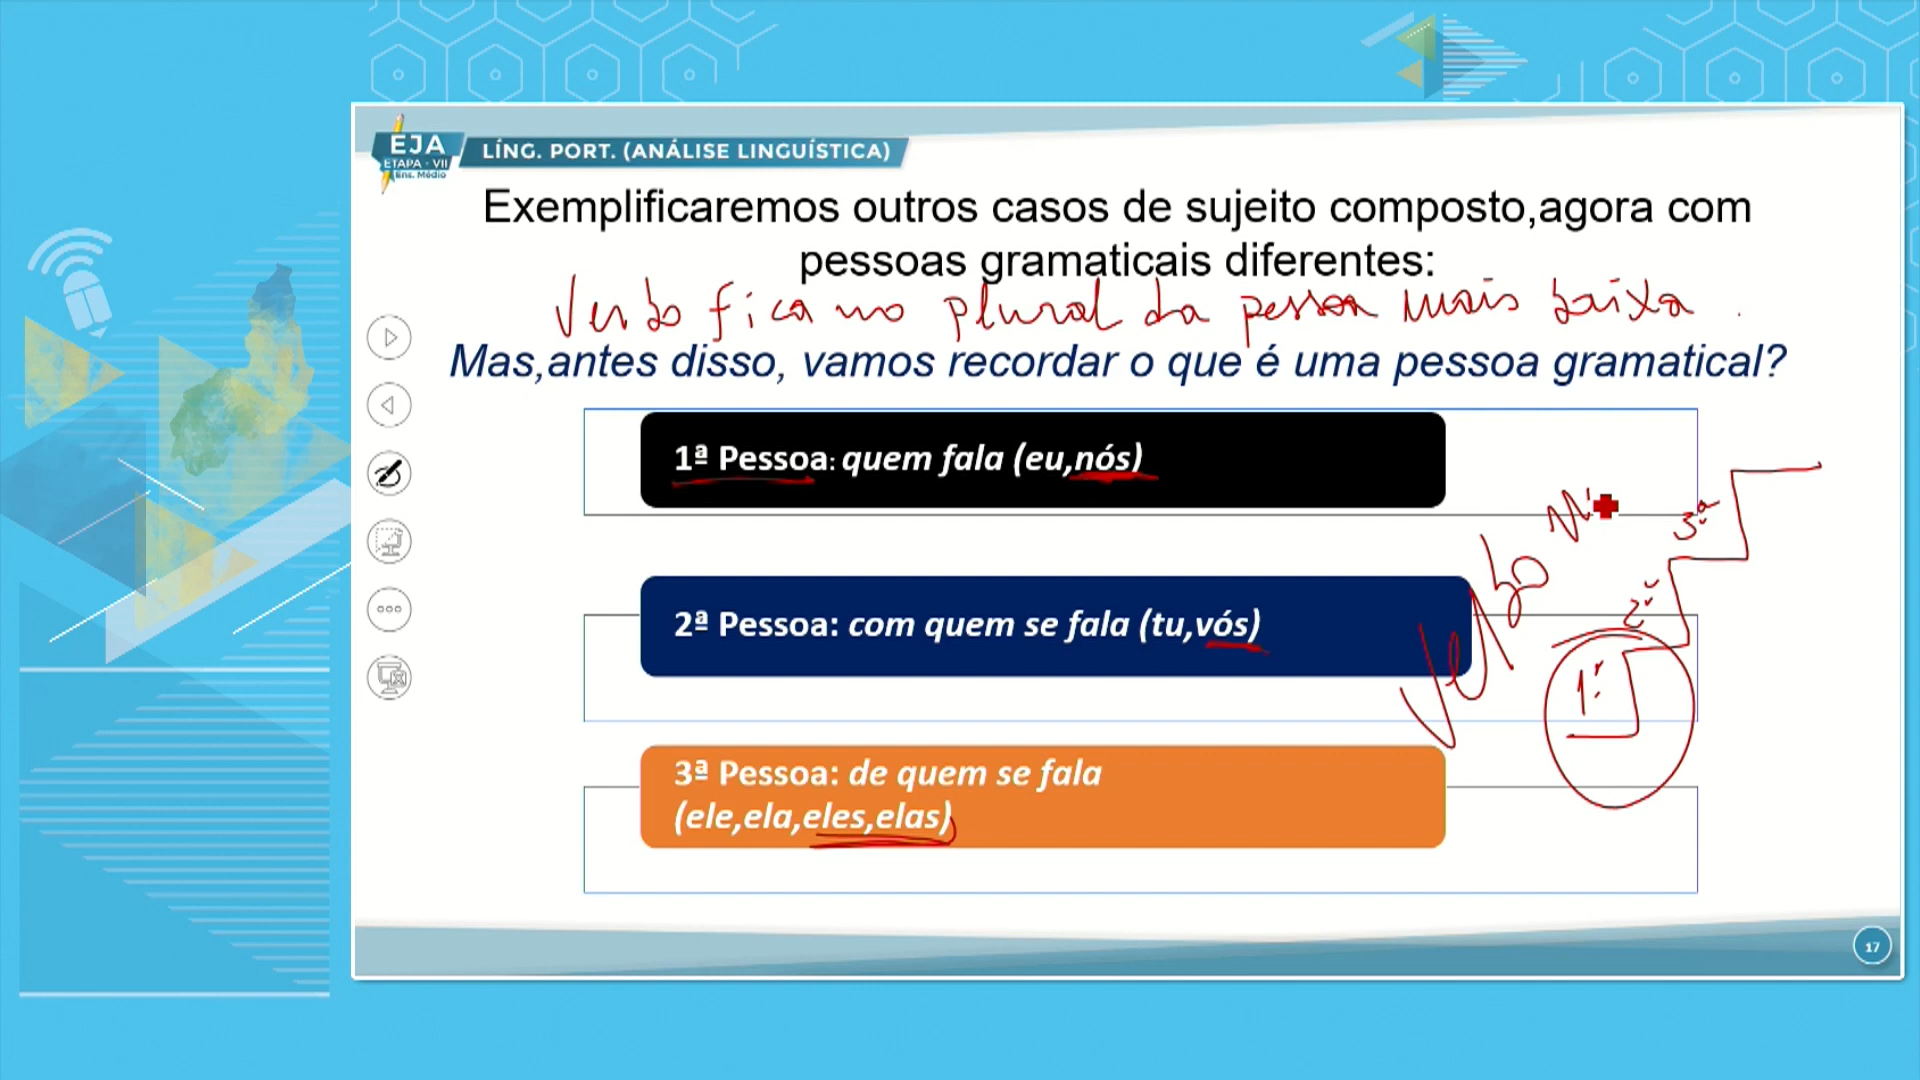 EJA
ETAPA - VII
Ens. Médio
LÍNG. PORT. (ANÁLISE LINGUÍSTICA)
Exemplificaremos outros casos de sujeito composto,agora com
pessoas gramaticais diferentes:
Verbo fica no plural da pessoa mais baixa.
Mas,antes disso, vamos recordar o que é uma pessoa gramatical?
1ª Pessoa: quem fala (eu,nós)
2ª Pessoa: com quem se fala (tu,vós)
3ª Pessoa: de quem se fala
(ele,ela,eles,elas)
Verbo
3ª
2ª
1ª
17